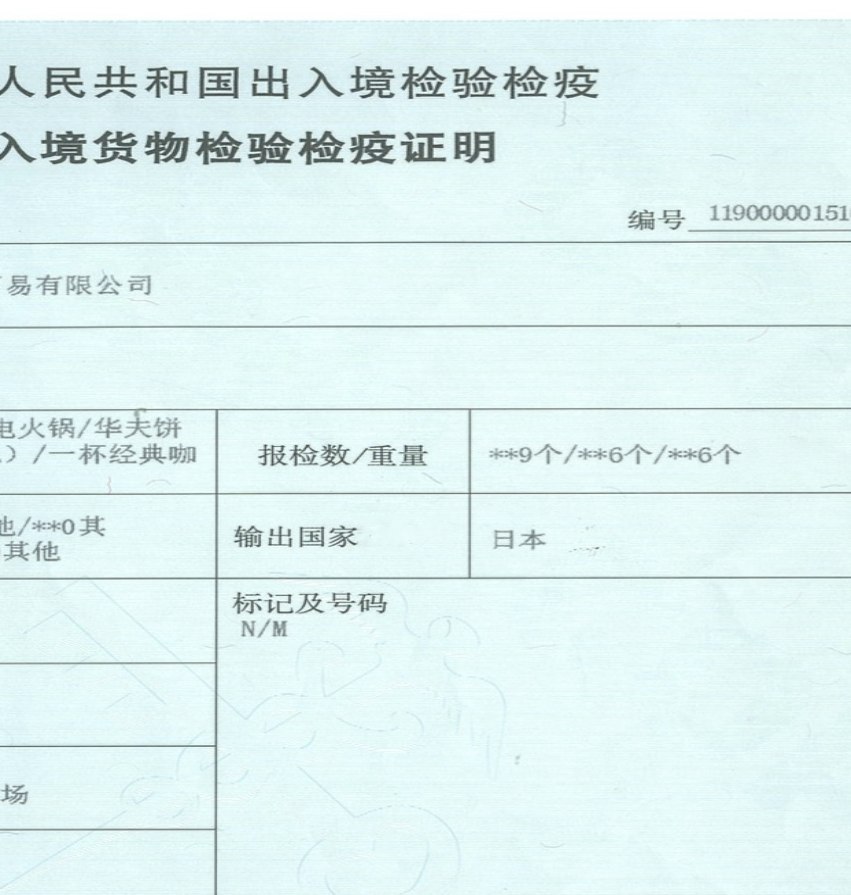 人民共和国出入境检验检疫
入境货物检验检疫证明
编号 11900000151
易有限公司
电火锅/华夫饼
）/一杯经典咖
报检数/重量
**9个/**6个/**6个
他/**0其
其他
输出国家
日本
标记及号码
N/M
场